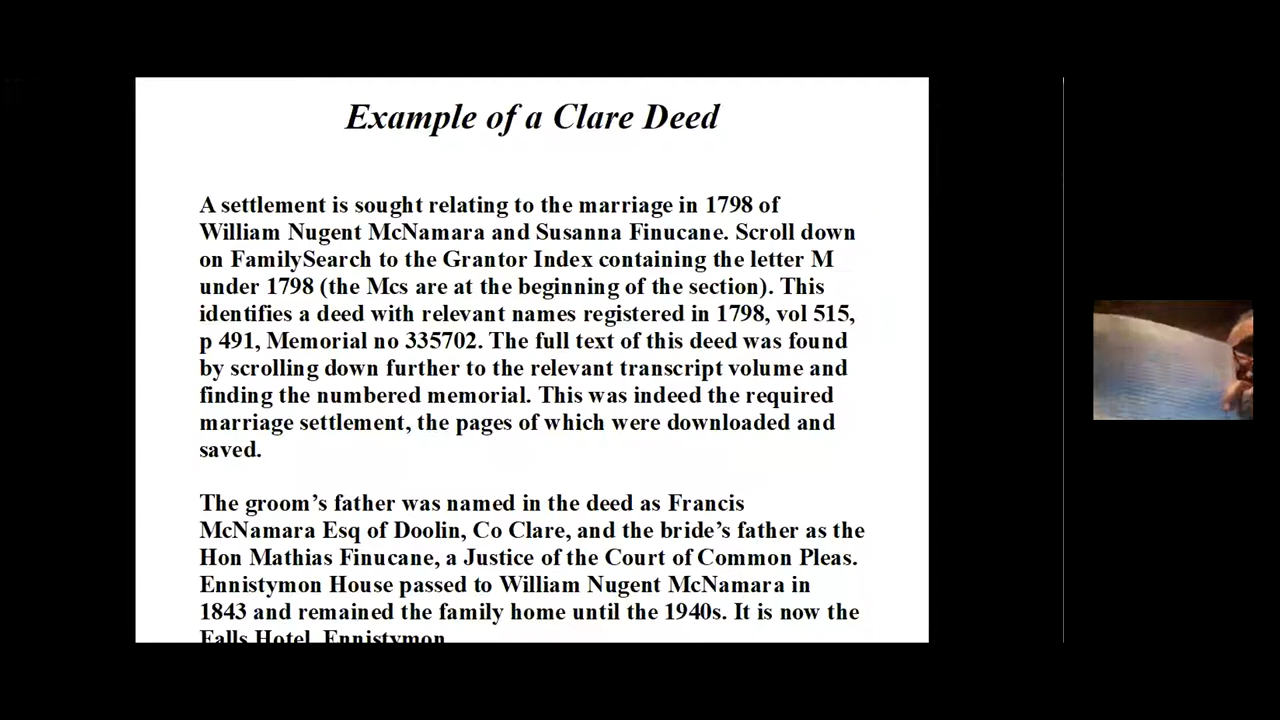 Example of a Clare Deed
A settlement is sought relating to the marriage in 1798 of
William Nugent McNamara and Susanna Finucane. Scroll down
on FamilySearch to the Grantor Index containing the letter M
under 1798 (the Mcs are at the beginning of the section). This
identifies a deed with relevant names registered in 1798, vol 515,
p 491, Memorial no 335702. The full text of this deed was found
by scrolling down further to the relevant transcript volume and
finding the numbered memorial. This was indeed the required
marriage settlement, the pages of which were downloaded and
saved.
The groom’s father was named in the deed as Francis
McNamara Esq of Doolin, Co Clare, and the bride’s father as the
Hon Mathias Finucane, a Justice of the Court of Common Pleas.
Ennistymon House passed to William Nugent McNamara in
1843 and remained the family home until the 1940s. It is now the
Falls Hotel, Ennistymon